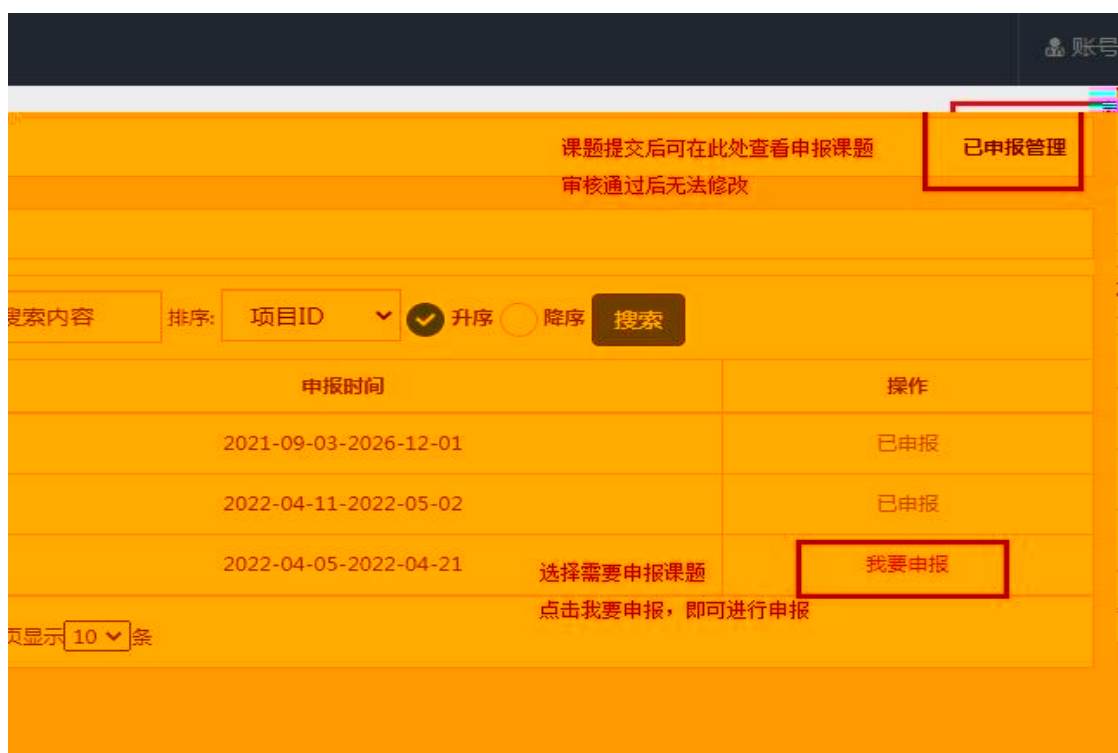 账号
课题提交后可在此处查看申报课题
已申报管理
审核通过后无法修改
搜索内容 排序: 项目ID 升序 降序 搜索
申报时间 操作
2021-09-03-2026-12-01 已申报
2022-04-11-2022-05-02 已申报
2022-04-05-2022-04-21 我要申报
选择需要申报课题
点击我要申报，即可进行申报
页显示 10 条